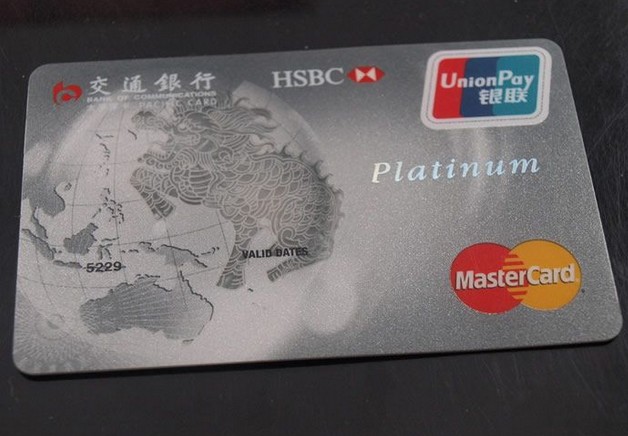 交通銀行
BANK OF COMMUNICATIONS
PACIFIC CARD
HSBC
UnionPay
银联
Platinum
5229
VALID DATES
MasterCard